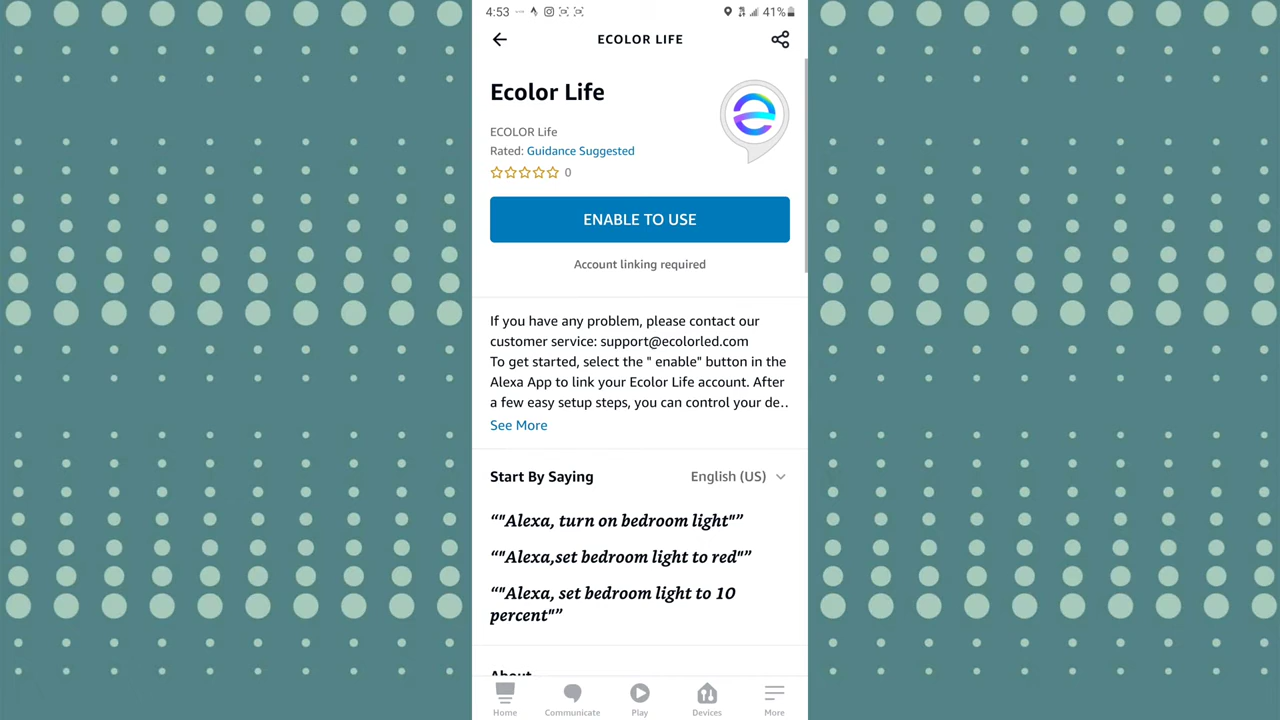 4:53
41%
ECOLOR LIFE
Ecolor Life
ECOLOR Life
Rated: Guidance Suggested
0
ENABLE TO USE
Account linking required
If you have any problem, please contact our
customer service: support@ecolorled.com
To get started, select the " enable" button in the
Alexa App to link your Ecolor Life account. After
a few easy setup steps, you can control your de..
See More
Start By Saying
English (US)
“"Alexa, turn on bedroom light"”
“"Alexa,set bedroom light to red"”
“"Alexa, set bedroom light to 10
percent"”
About
Home
Communicate
Play
Devices
More